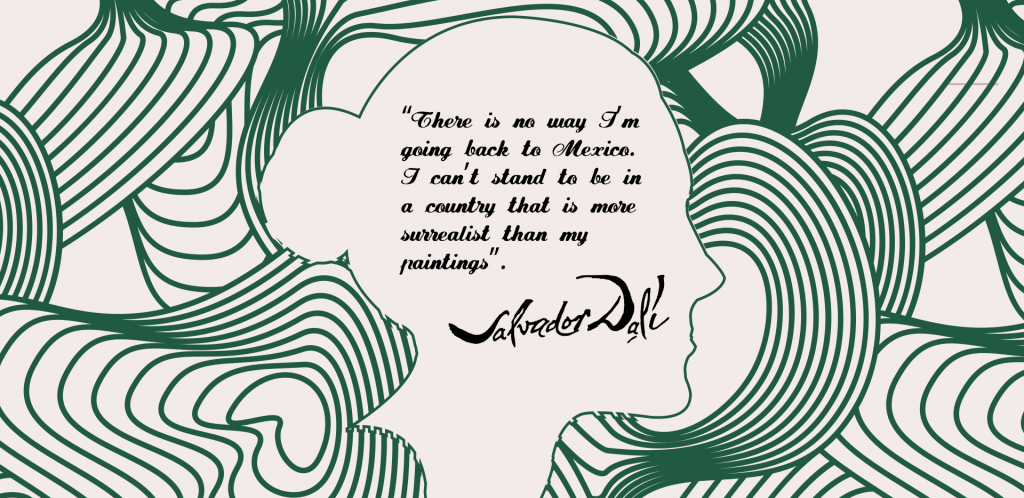 "There is no way I'm
going back to Mexico.
I can't stand to be in
a country that is more
surrealist than my
paintings".
Salvador Dalí